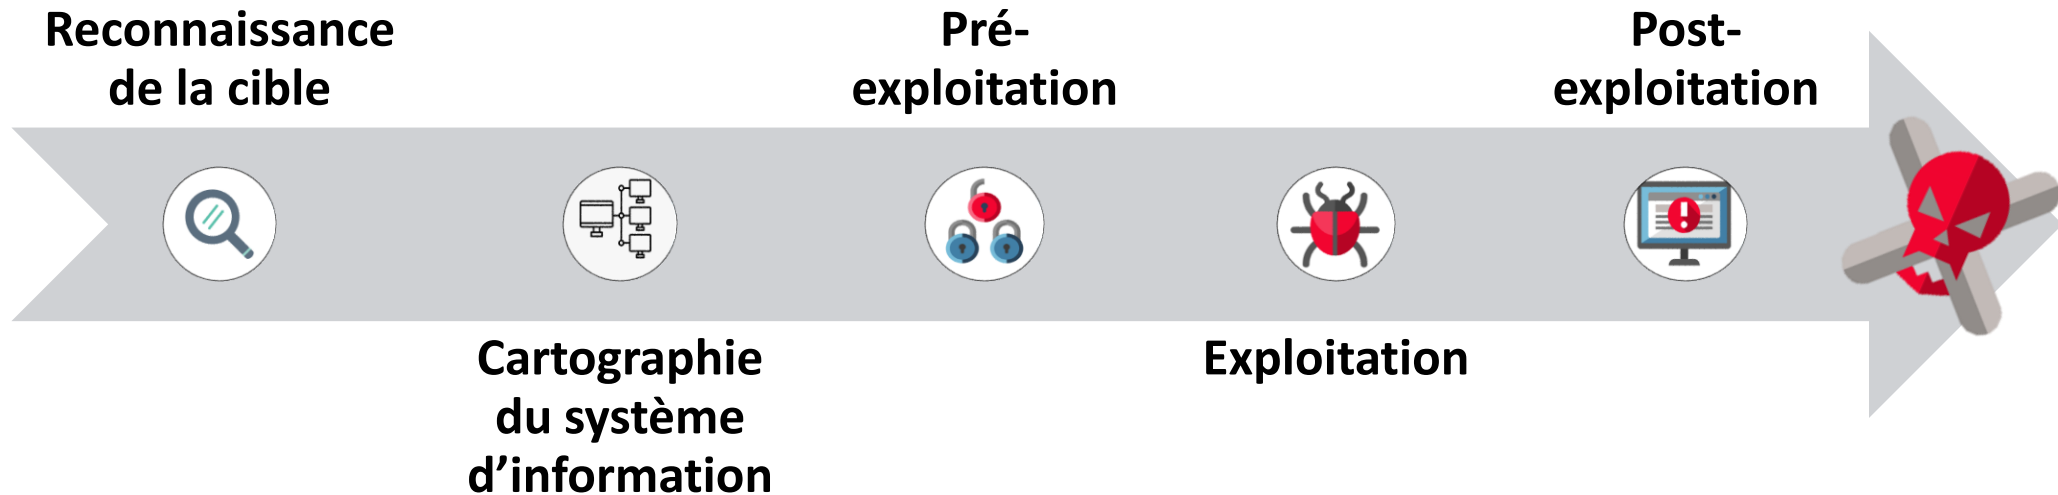 Reconnaissance
de la cible
Cartographie
du système
d’information
Pré-
exploitation
Exploitation
Post-
exploitation